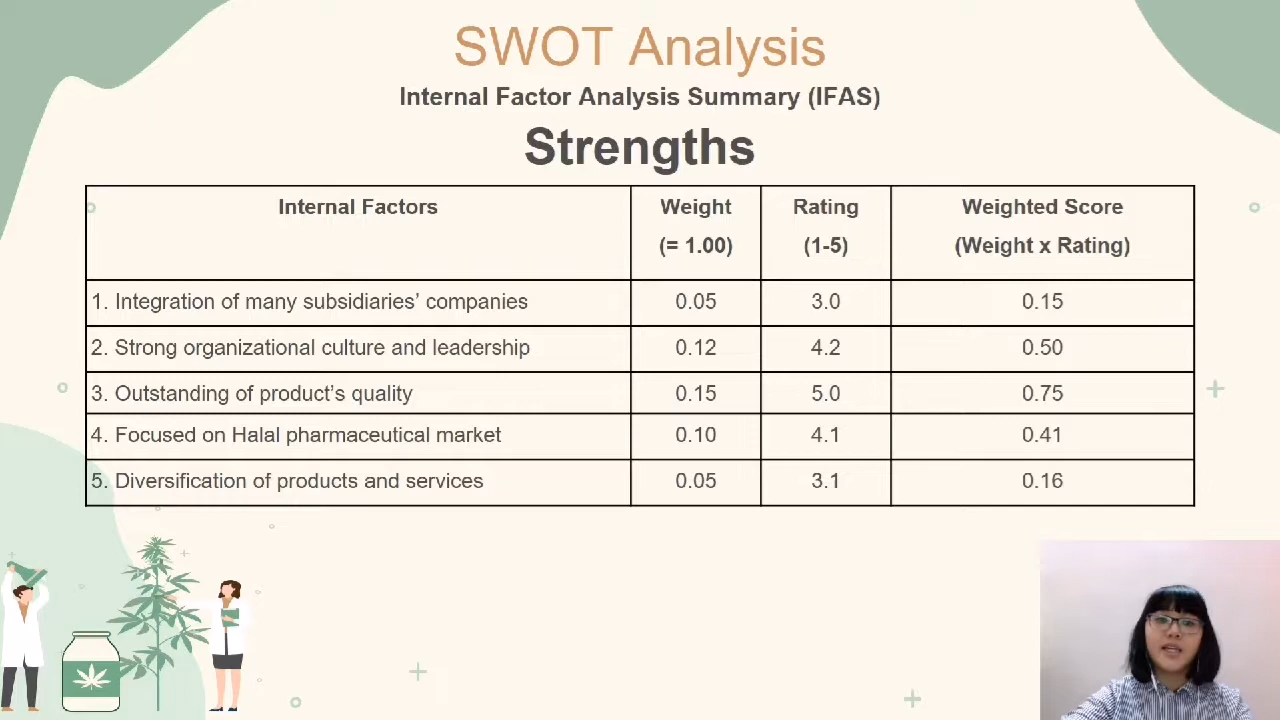 SWOT Analysis
Internal Factor Analysis Summary (IFAS)
Strengths
Internal Factors Weight Rating Weighted Score
(= 1.00) (1-5) (Weight x Rating)
1. Integration of many subsidiaries’ companies 0.05 3.0 0.15
2. Strong organizational culture and leadership 0.12 4.2 0.50
3. Outstanding of product’s quality 0.15 5.0 0.75
4. Focused on Halal pharmaceutical market 0.10 4.1 0.41
5. Diversification of products and services 0.05 3.1 0.16